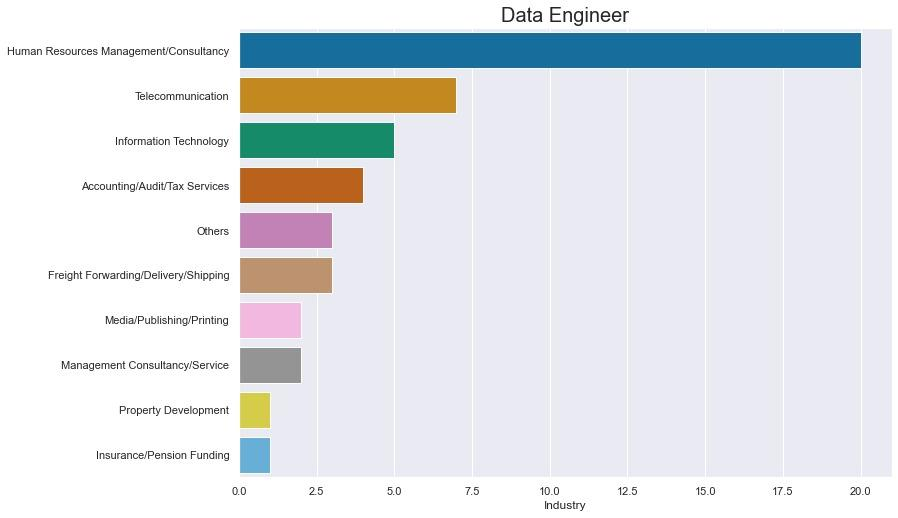 Data Engineer
Human Resources Management/Consultancy
Telecommunication
Information Technology
Accounting/Audit/Tax Services
Others
Freight Forwarding/Delivery/Shipping
Media/Publishing/Printing
Management Consultancy/Service
Property Development
Insurance/Pension Funding
0.0 2.5 5.0 7.5 10.0 12.5 15.0 17.5 20.0
Industry